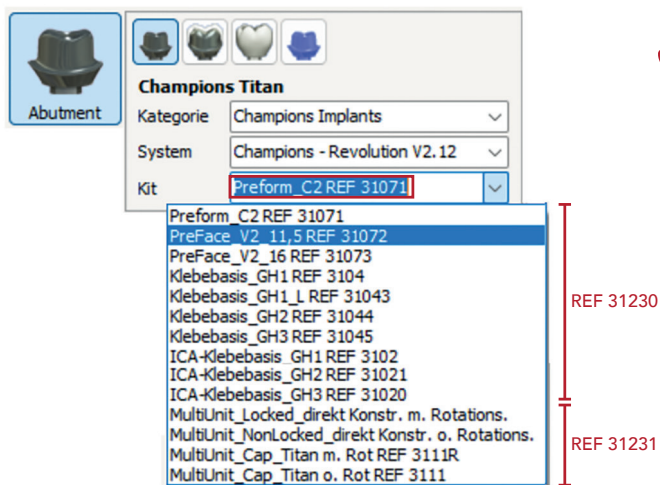 Abutment
Champions Titan
Kategorie Champions Implants
System Champions - Revolution V2.12
Kit Preform_C2 REF 31071
Preform_C2 REF 31071
PreFace_V2_11,5 REF 31072
PreFace_V2_16 REF 31073
Klebebasis_GH1 REF 3104
Klebebasis_GH1_L REF 31043
Klebebasis_GH2 REF 31044
Klebebasis_GH3 REF 31045
ICA-Klebebasis_GH1 REF 3102
ICA-Klebebasis_GH2 REF 31021
ICA-Klebebasis_GH3 REF 31020
REF 31230
MultiUnit_Locked_direkt Konstr. m. Rotations.
MultiUnit_NonLocked_direkt Konstr. o. Rotations.
MultiUnit_Cap_Titan m. Rot REF 3111R
MultiUnit_Cap_Titan o. Rot REF 3111
REF 31231